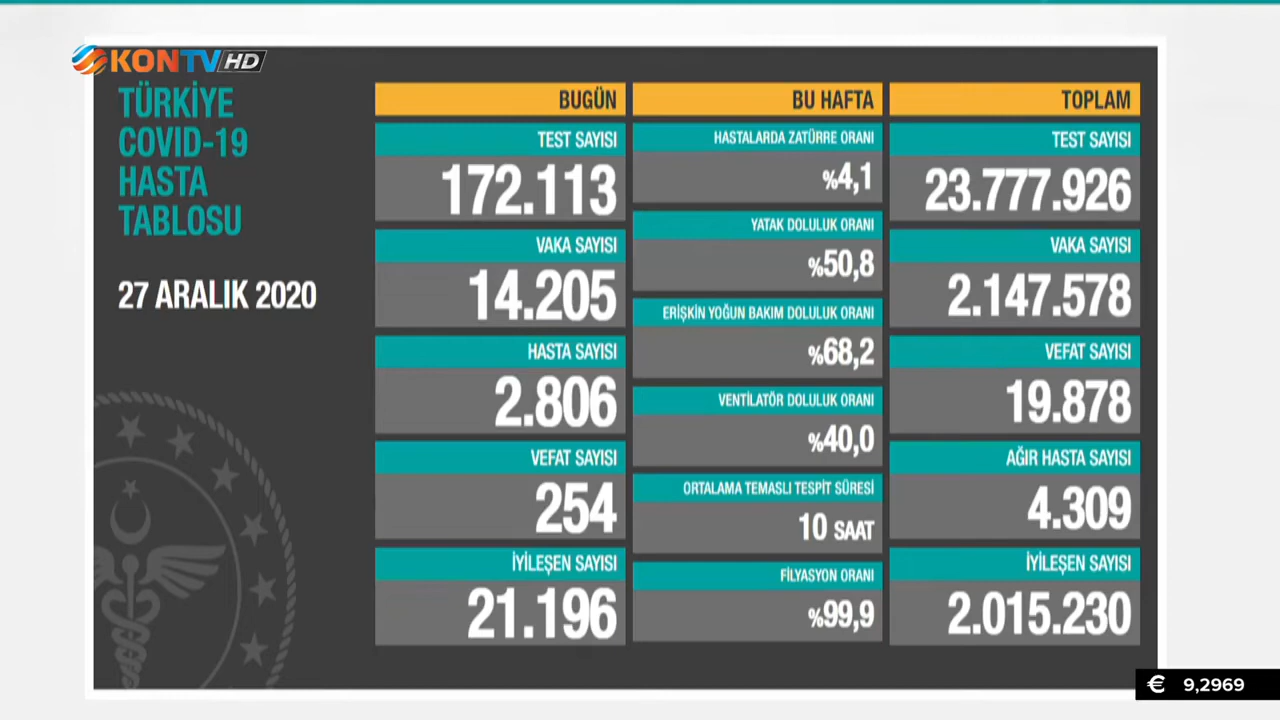 KONTV HD
TÜRKİYE
COVID-19
HASTA
TABLOSU
27 ARALIK 2020
BUGÜN
TEST SAYISI
172.113
VAKA SAYISI
14.205
HASTA SAYISI
2.806
VEFAT SAYISI
254
İYİLEŞEN SAYISI
21.196
BU HAFTA
HASTALARDA ZATÜRRE ORANI
%4,1
YATAK DOLULUK ORANI
%50,8
ERİŞKİN YOĞUN BAKIM DOLULUK ORANI
%68,2
VENTİLATÖR DOLULUK ORANI
%40,0
ORTALAMA TEMASLI TESPİT SÜRESİ
10 SAAT
FİLYASYON ORANI
%99,9
TOPLAM
TEST SAYISI
23.777.926
VAKA SAYISI
2.147.578
VEFAT SAYISI
19.878
AĞIR HASTA SAYISI
4.309
İYİLEŞEN SAYISI
2.015.230
€ 9,2969